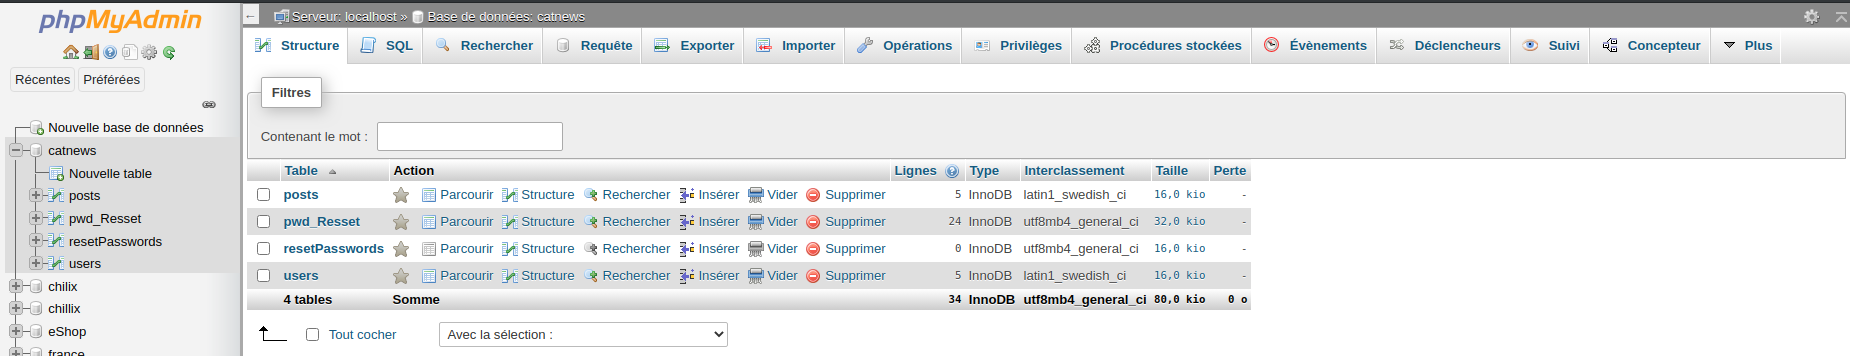 phpMyAdmin
Récentes Préférées
Nouvelle base de données
catnews
Nouvelle table
posts
pwd_Resset
resetPasswords
users
chilix
chillix
eShop
france
Serveur: localhost » Base de données: catnews
Structure SQL Rechercher Requête Exporter Importer Opérations Privilèges Procédures stockées Évènements Déclencheurs Suivi Concepteur Plus
Filtres
Contenant le mot :
Table Action Lignes Type Interclassement Taille Perte
posts Parcourir Structure Rechercher Insérer Vider Supprimer 5 InnoDB latin1_swedish_ci 16,0 kio -
pwd_Resset Parcourir Structure Rechercher Insérer Vider Supprimer 24 InnoDB utf8mb4_general_ci 32,0 kio -
resetPasswords Parcourir Structure Rechercher Insérer Vider Supprimer 0 InnoDB utf8mb4_general_ci 16,0 kio -
users Parcourir Structure Rechercher Insérer Vider Supprimer 5 InnoDB latin1_swedish_ci 16,0 kio -
4 tables Somme 34 InnoDB utf8mb4_general_ci 80,0 kio 0 o
Tout cocher Avec la sélection :